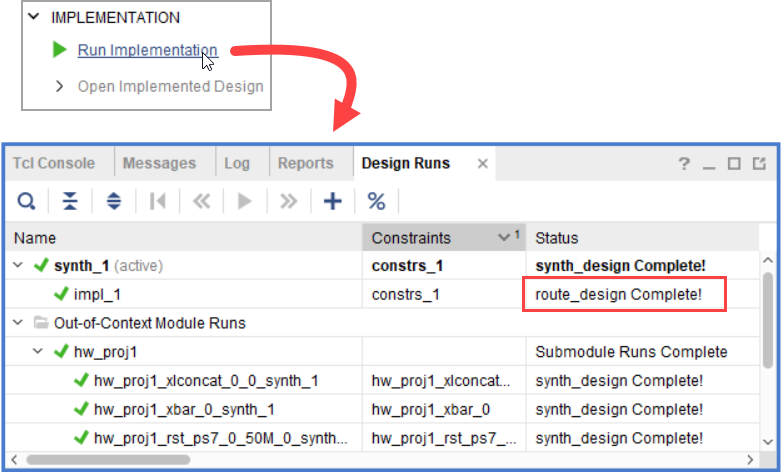 IMPLEMENTATION
Run Implementation
Open Implemented Design
Tcl Console Messages Log Reports Design Runs × ?
%
Name Constraints 1 Status
synth_1 (active) constrs_1 synth_design Complete!
impl_1 constrs_1 route_design Complete!
Out-of-Context Module Runs
hw_proj1 Submodule Runs Complete
hw_proj1_xlconcat_0_0_synth_1 hw_proj1_xlconcat... synth_design Complete!
hw_proj1_xbar_0_synth_1 hw_proj1_xbar_0 synth_design Complete!
hw_proj1_rst_ps7_0_50M_0_synth... hw_proj1_rst_ps7_... synth_design Complete!